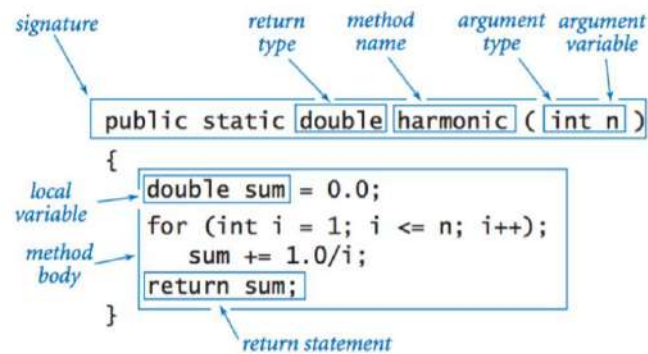 signature
return type
method name
argument type
argument variable
public static double harmonic ( int n )
{
local variable
double sum = 0.0;
for (int i = 1; i <= n; i++);
method body
sum += 1.0/i;
return sum;
}
return statement